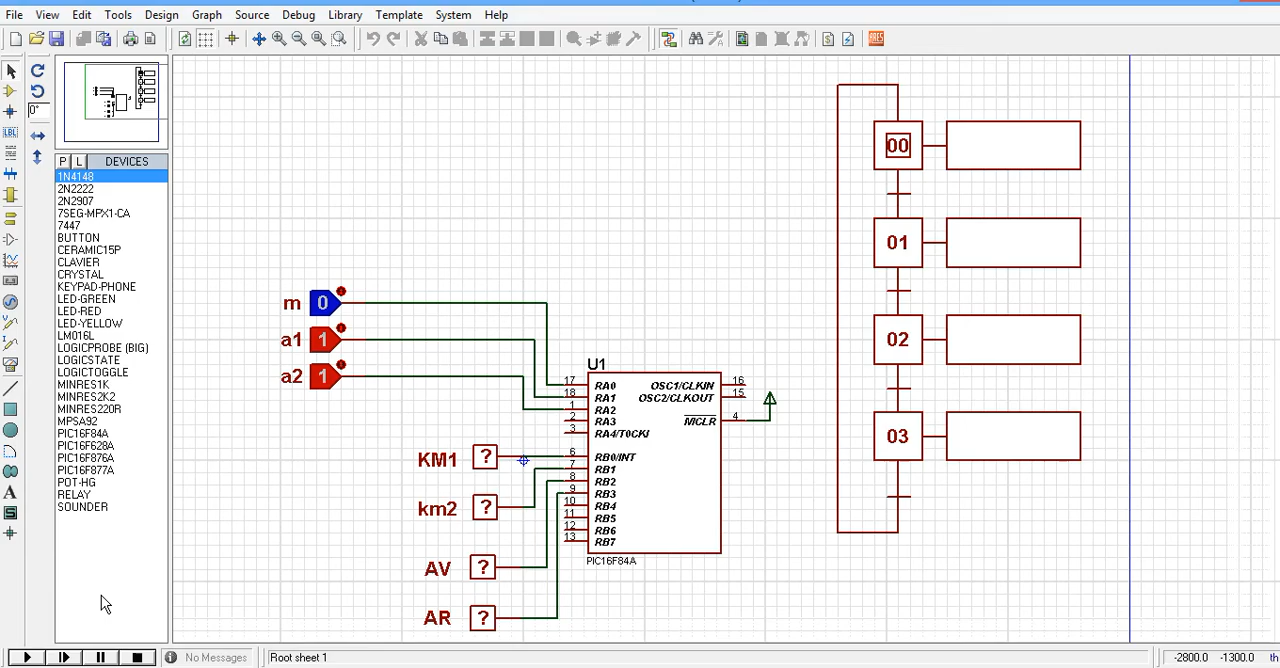 File View Edit Tools Design Graph Source Debug Library Template System Help
0°
LBL
P L DEVICES
1N4148
2N2222
2N2907
7SEG-MPX1-CA
7447
BUTTON
CERAMIC15P
CLAVIER
CRYSTAL
KEYPAD-PHONE
LED-GREEN
LED-RED
LED-YELLOW
LM016L
LOGICPROBE (BIG)
LOGICSTATE
LOGICTOGGLE
MINRES1K
MINRES2K2
MINRES220R
MPSA92
PIC16F84A
PIC16F628A
PIC16F876A
PIC16F877A
POT-HG
RELAY
SOUNDER
m 0
a1 1
a2 1
KM1 ?
km2 ?
AV ?
AR ?
U1
17 RA0 OSC1/CLKIN 16
18 RA1 OSC2/CLKOUT 15
1 RA2
2 RA3 MCLR 4
3 RA4/T0CKI
6 RB0/INT
7 RB1
8 RB2
9 RB3
10 RB4
11 RB5
12 RB6
13 RB7
PIC16F84A
00
01
02
03
No Messages Root sheet 1 -2800.0 -1300.0 th